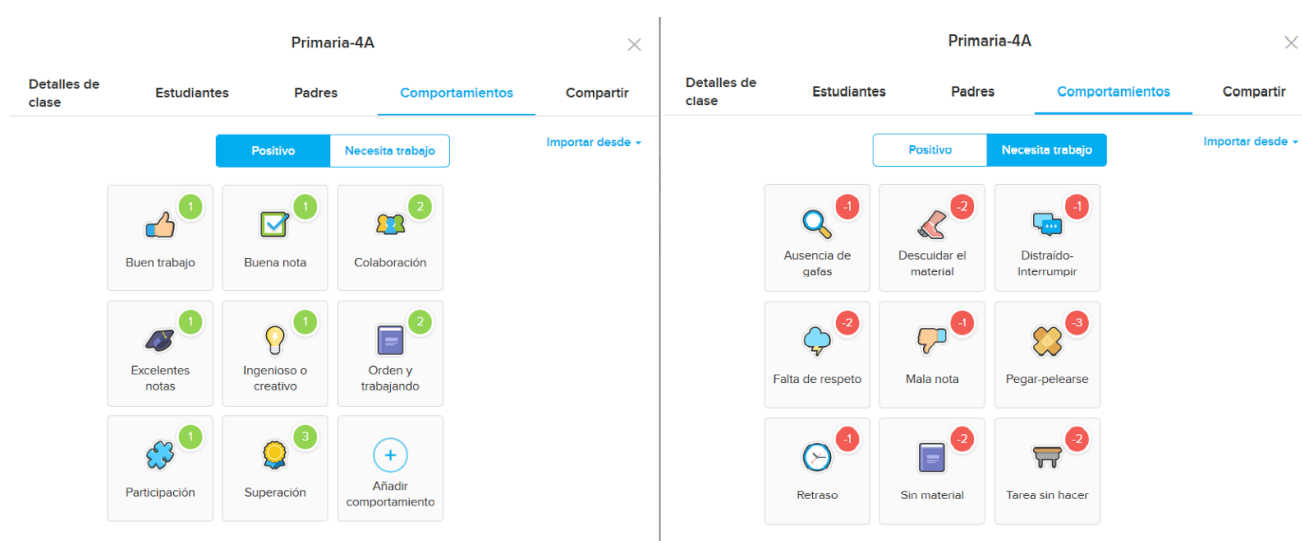 Primaria-4A
Detalles de
clase
Estudiantes
Padres
Comportamientos
Compartir
Positivo
Necesita trabajo
Importar desde
1
1
2
Buen trabajo
Buena nota
Colaboración
1
1
2
Excelentes
notas
Ingenioso o
creativo
Orden y
trabajando
1
3
+
Participación
Superación
Añadir
comportamiento
Primaria-4A
Detalles de
clase
Estudiantes
Padres
Comportamientos
Compartir
Positivo
Necesita trabajo
Importar desde
-1
-2
-1
Ausencia de
gafas
Descuidar el
material
Distraído-
Interrumpir
-2
-1
-3
Falta de respeto
Mala nota
Pegar-pelearse
-1
-2
-2
Retraso
Sin material
Tarea sin hacer